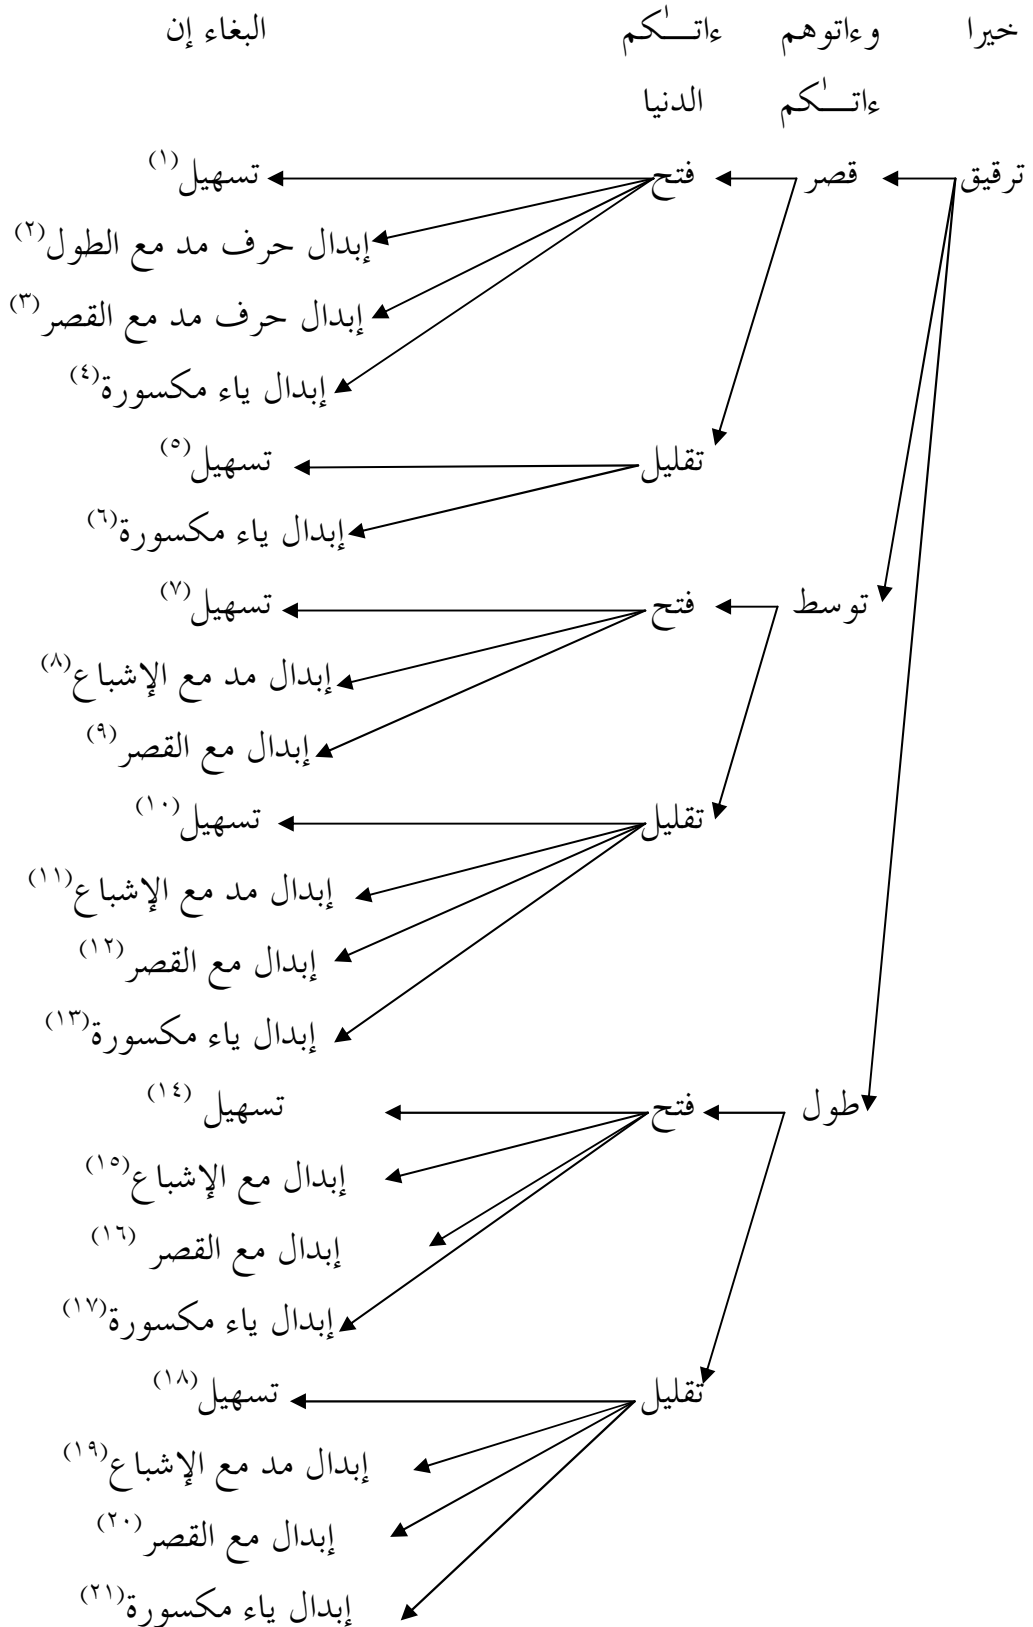 خيرا وءاتوهم ءاتـــٰكم البغاء إن
ءاتـــٰكم الدنيا
ترقيق قصر فتح تسهيل(١)
إبدال حرف مد مع الطول(٢)
إبدال حرف مد مع القصر(٣)
إبدال ياء مكسورة(٤)
تقليل تسهيل(٥)
إبدال ياء مكسورة(٦)
توسط فتح تسهيل(٧)
إبدال مد مع الإشباع(٨)
إبدال مع القصر(٩)
تقليل تسهيل(١٠)
إبدال مد مع الإشباع(١١)
إبدال مع القصر(١٢)
إبدال ياء مكسورة(١٣)
طول فتح تسهيل (١٤)
إبدال مع الإشباع(١٥)
إبدال مع القصر (١٦)
إبدال ياء مكسورة(١٧)
تقليل تسهيل(١٨)
إبدال مد مع الإشباع(١٩)
إبدال مع القصر(٢٠)
إبدال ياء مكسورة(٢١)